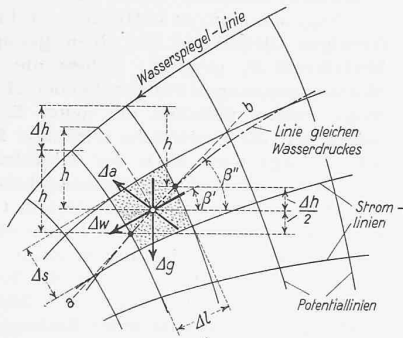 Wasserspiegel-Linie
b
Δh
h
Linie gleichen
Wasserdruckes
h
Δa
β"
h
β'
Δh
2
Strom-
linien
Δw
Δg
Δs
a
Δl
Potentiallinien